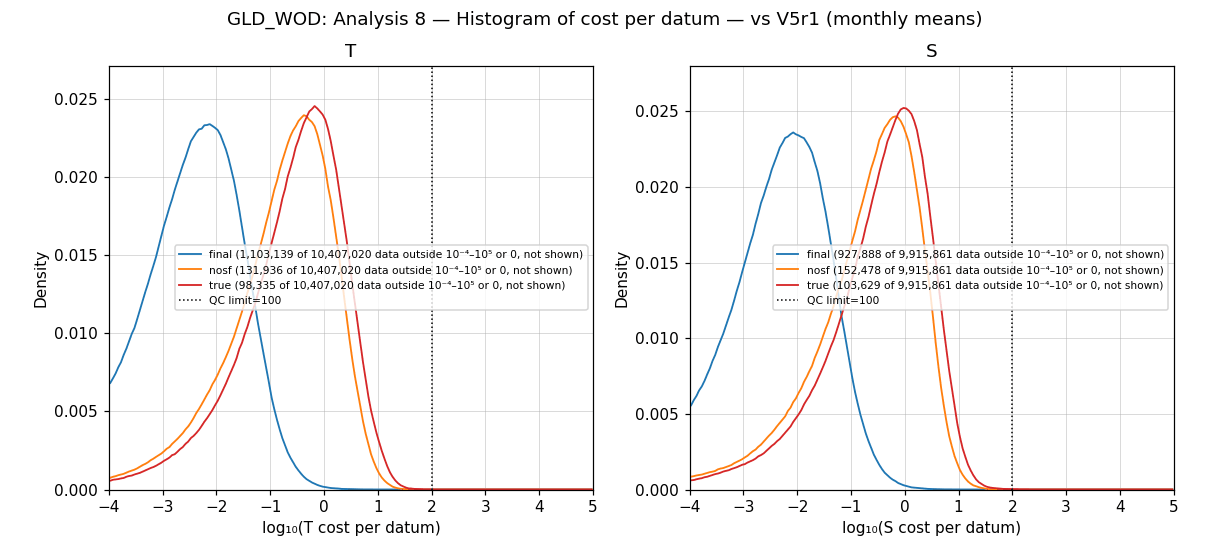 GLD_WOD: Analysis 8 — Histogram of cost per datum — vs V5r1 (monthly means)
T
Density
0.025
0.020
0.015
0.010
0.005
0.000
final (1,103,139 of 10,407,020 data outside 10⁻⁴–10⁵ or 0, not shown)
nosf (131,936 of 10,407,020 data outside 10⁻⁴–10⁵ or 0, not shown)
true (98,335 of 10,407,020 data outside 10⁻⁴–10⁵ or 0, not shown)
QC limit=100
−4 −3 −2 −1 0 1 2 3 4 5
log₁₀(T cost per datum)
S
Density
0.025
0.020
0.015
0.010
0.005
0.000
final (927,888 of 9,915,861 data outside 10⁻⁴–10⁵ or 0, not shown)
nosf (152,478 of 9,915,861 data outside 10⁻⁴–10⁵ or 0, not shown)
true (103,629 of 9,915,861 data outside 10⁻⁴–10⁵ or 0, not shown)
QC limit=100
−4 −3 −2 −1 0 1 2 3 4 5
log₁₀(S cost per datum)